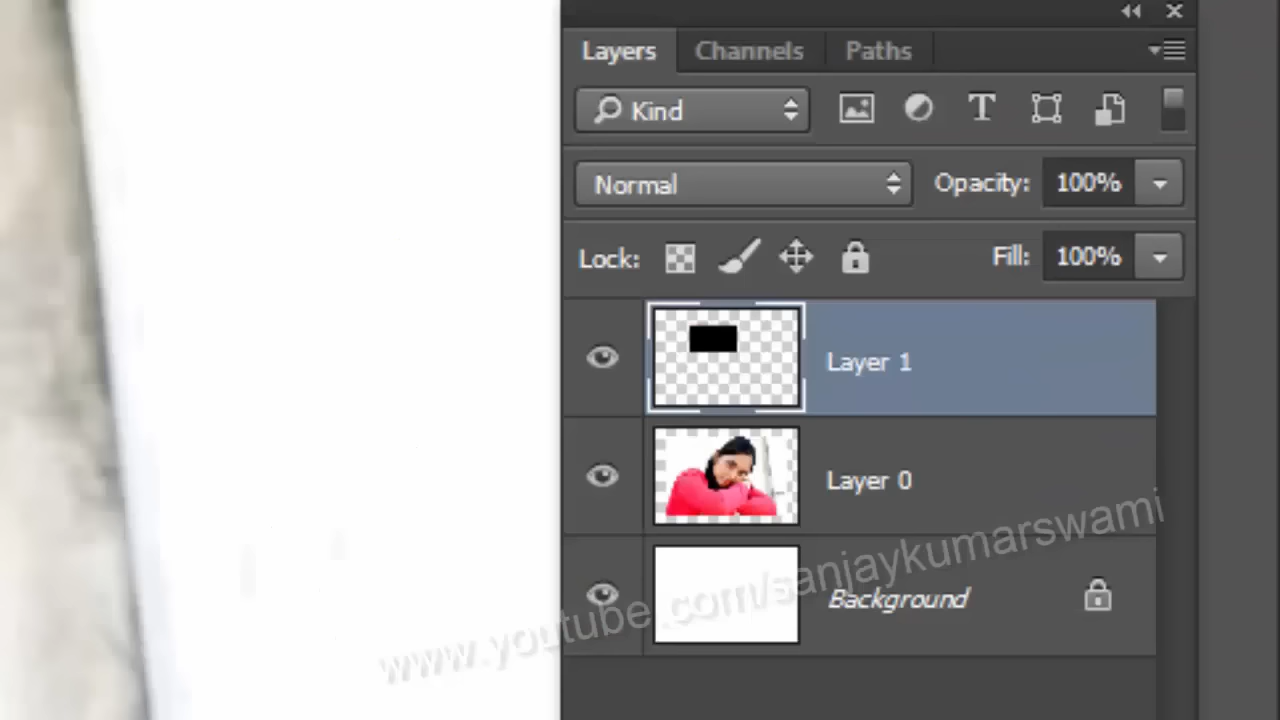 Layers Channels Paths
Kind
Normal Opacity: 100%
Lock: Fill: 100%
Layer 1
Layer 0
Background
www.youtube.com/sanjaykumarswami